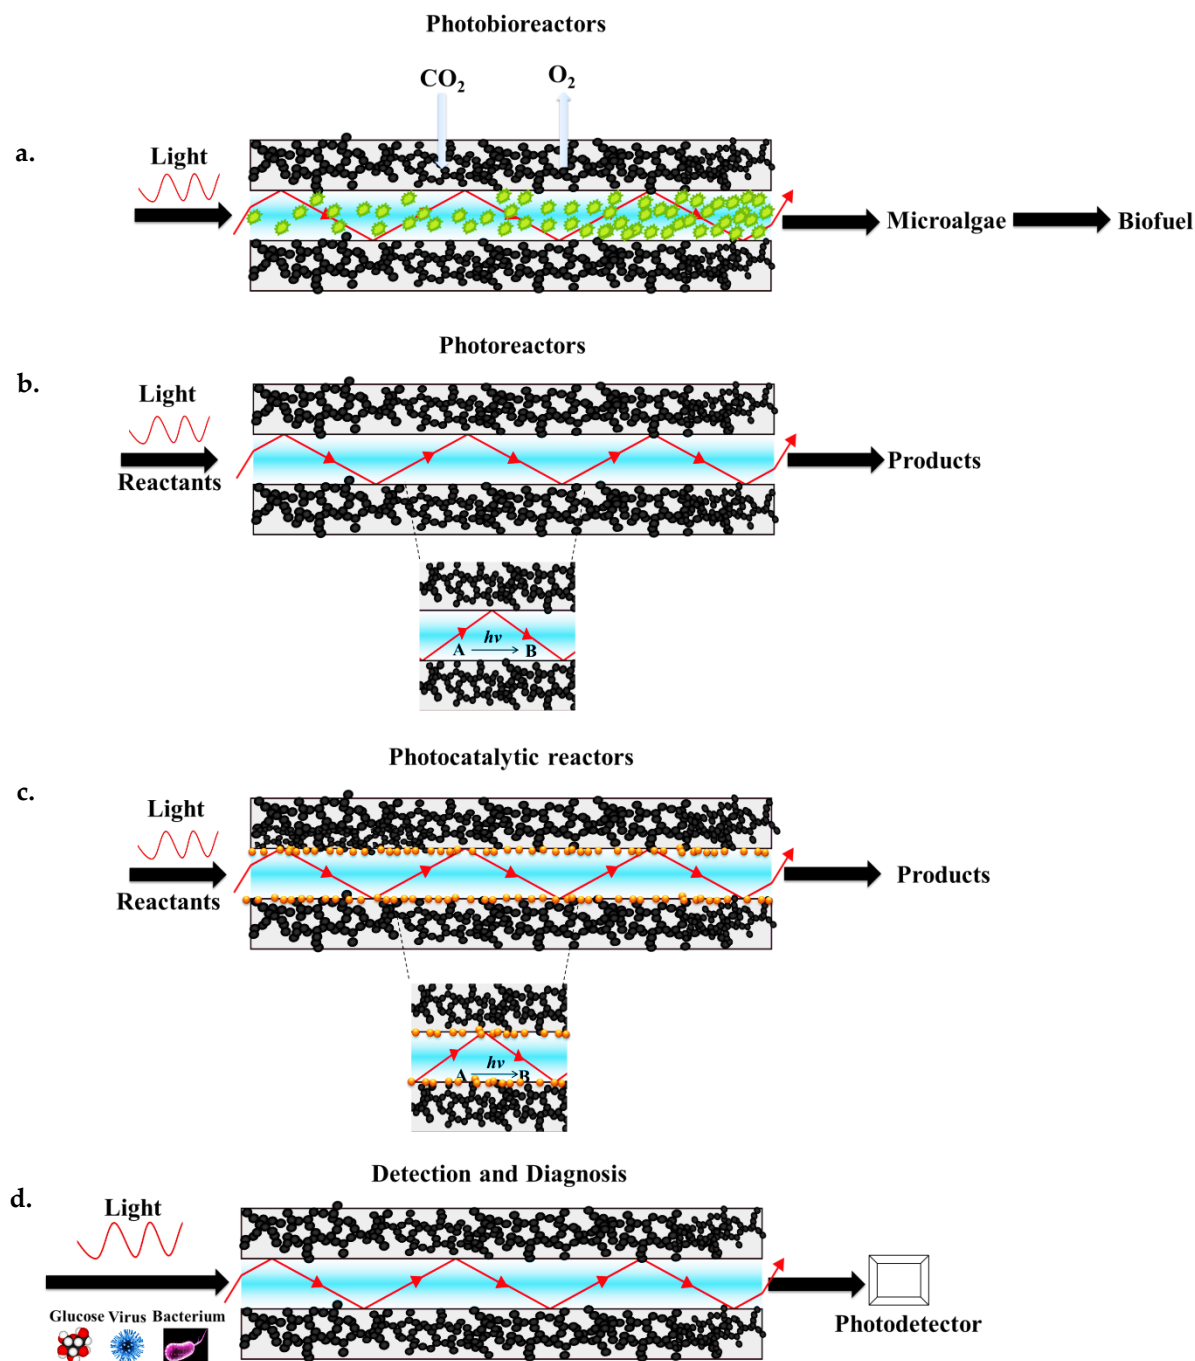 Photobioreactors
CO₂
O₂
a.
Light
Microalgae
Biofuel
Photoreactors
b.
Light
Reactants
Products
hν
A
B
Photocatalytic reactors
c.
Light
Reactants
Products
hν
A
B
Detection and Diagnosis
d.
Light
Glucose Virus Bacterium
Photodetector